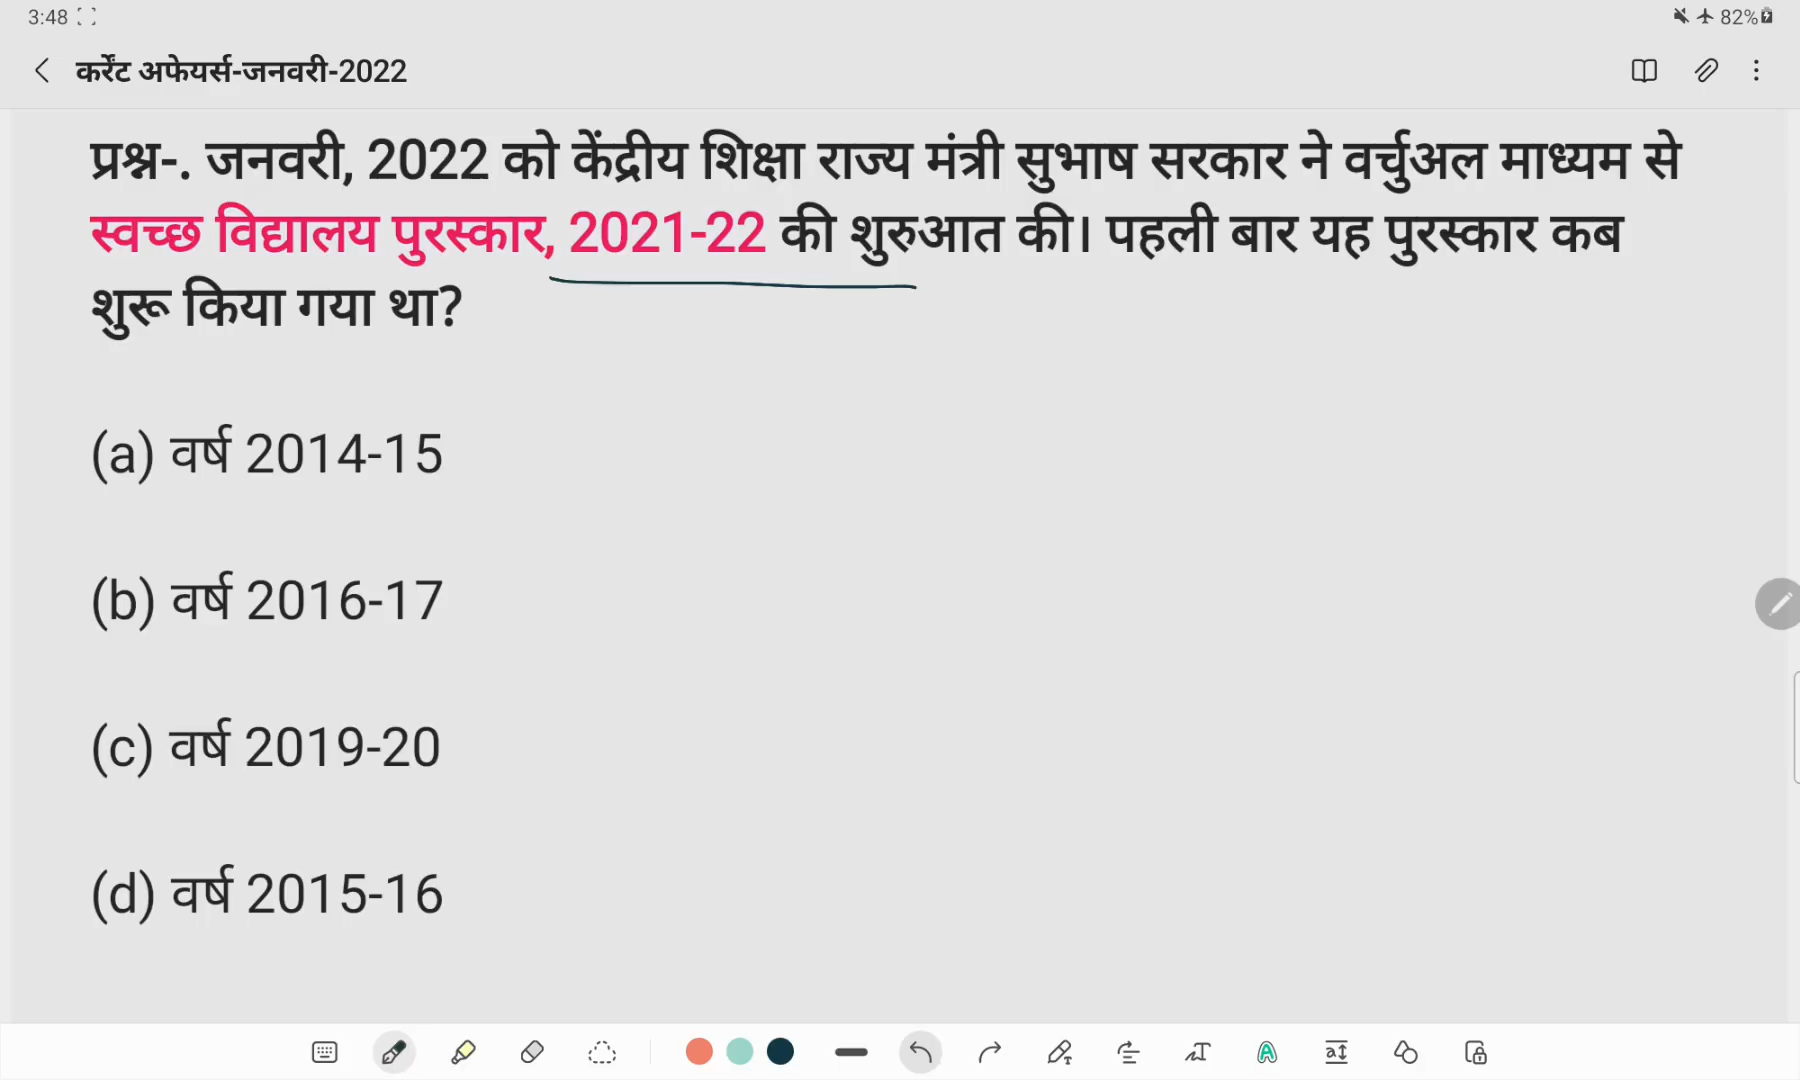 3:48
82%
करेंट अफेयर्स-जनवरी-2022
प्रश्न-. जनवरी, 2022 को केंद्रीय शिक्षा राज्य मंत्री सुभाष सरकार ने वर्चुअल माध्यम से
स्वच्छ विद्यालय पुरस्कार, 2021-22 की शुरुआत की। पहली बार यह पुरस्कार कब
शुरू किया गया था?
(a) वर्ष 2014-15
(b) वर्ष 2016-17
(c) वर्ष 2019-20
(d) वर्ष 2015-16